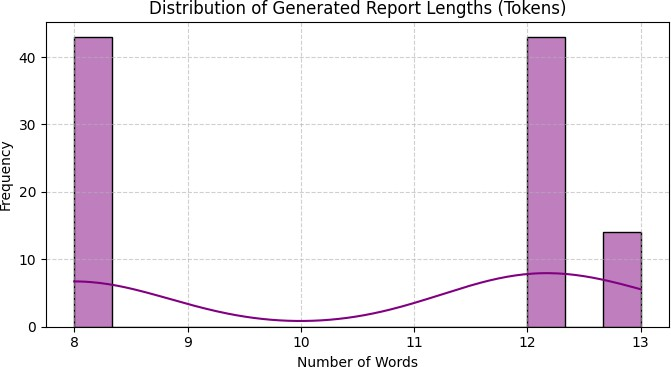 Distribution of Generated Report Lengths (Tokens)
Frequency
40
30
20
10
0
8 9 10 11 12 13
Number of Words